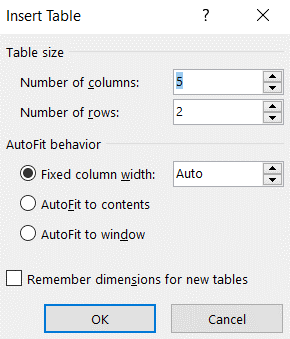 Insert Table ? ×
Table size
Number of columns: 5
Number of rows: 2
AutoFit behavior
Fixed column width: Auto
AutoFit to contents
AutoFit to window
Remember dimensions for new tables
OK Cancel